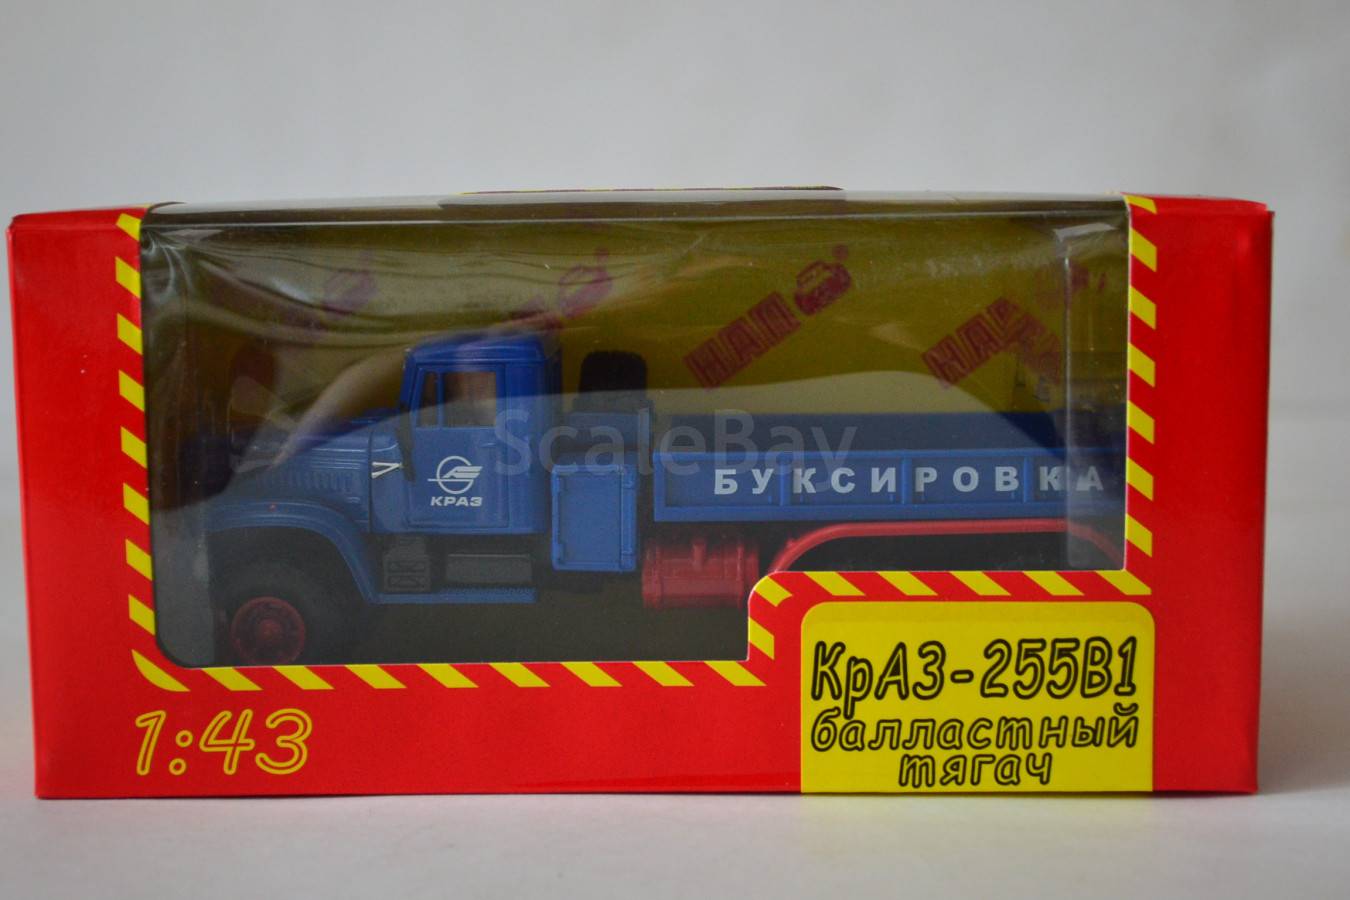 НАП
НАП
КРАЗ
БУКСИРОВКА
ScaleBay
1:43
КрАЗ-255В1
балластный
тягач